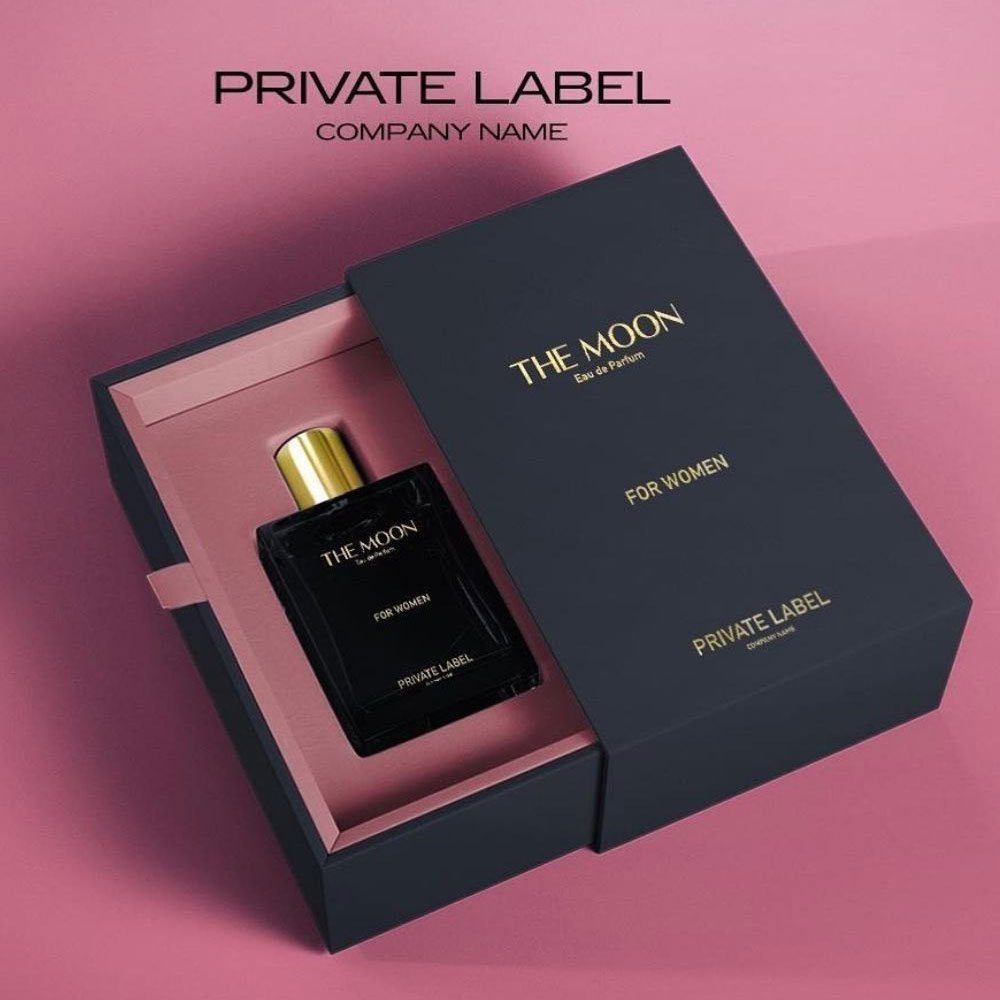 PRIVATE LABEL
COMPANY NAME
THE MOON
Eau de Parfum
FOR WOMEN
PRIVATE LABEL
COMPANY NAME
THE MOON
Eau de Parfum
FOR WOMEN
PRIVATE LABEL